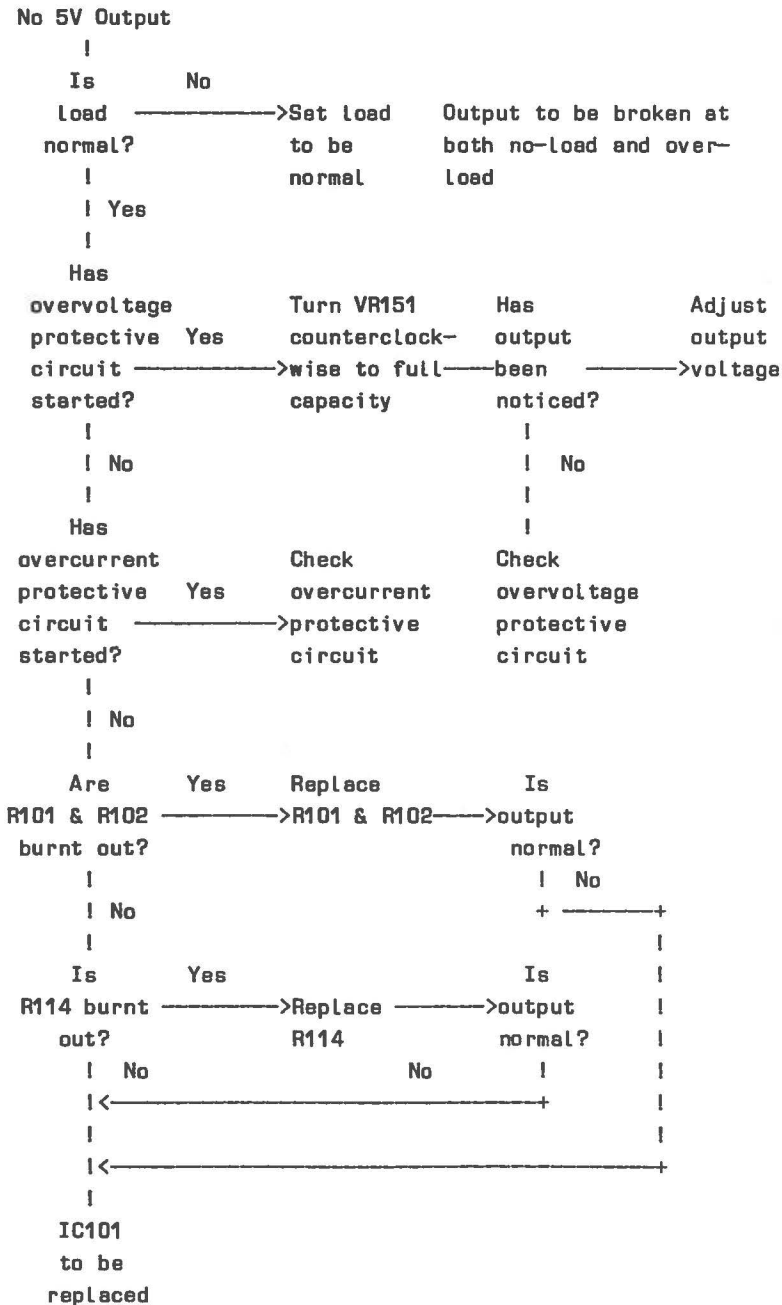 No 5V Output
!
Is No
load ————————>Set load Output to be broken at
normal? to be both no-load and over-
! normal load
! Yes
!
Has
overvoltage Turn VR151 Has Adjust
protective Yes counterclock- output output
circuit ————————>wise to full——been ————>voltage
started? capacity noticed?
! !
! No ! No
! !
Has !
overcurrent Check Check
protective Yes overcurrent overvoltage
circuit ————————>protective protective
started? circuit circuit
!
! No
!
Are Yes Replace Is
R101 & R102 ———————>R101 & R102———>output
burnt out? normal?
! ! No
! No + —————+
! !
Is Yes Is !
R114 burnt ———————>Replace —————>output !
out? R114 normal? !
! No No ! !
!<——————————————————————+ !
! !
!<————————————————————————————+
!
IC101
to be
replaced